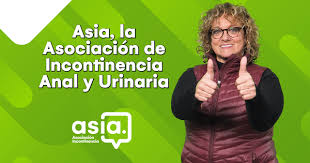 Asia, la
Asociación de
Incontinencia
Anal y Urinaria
asia.
Asociación
Incontinencia